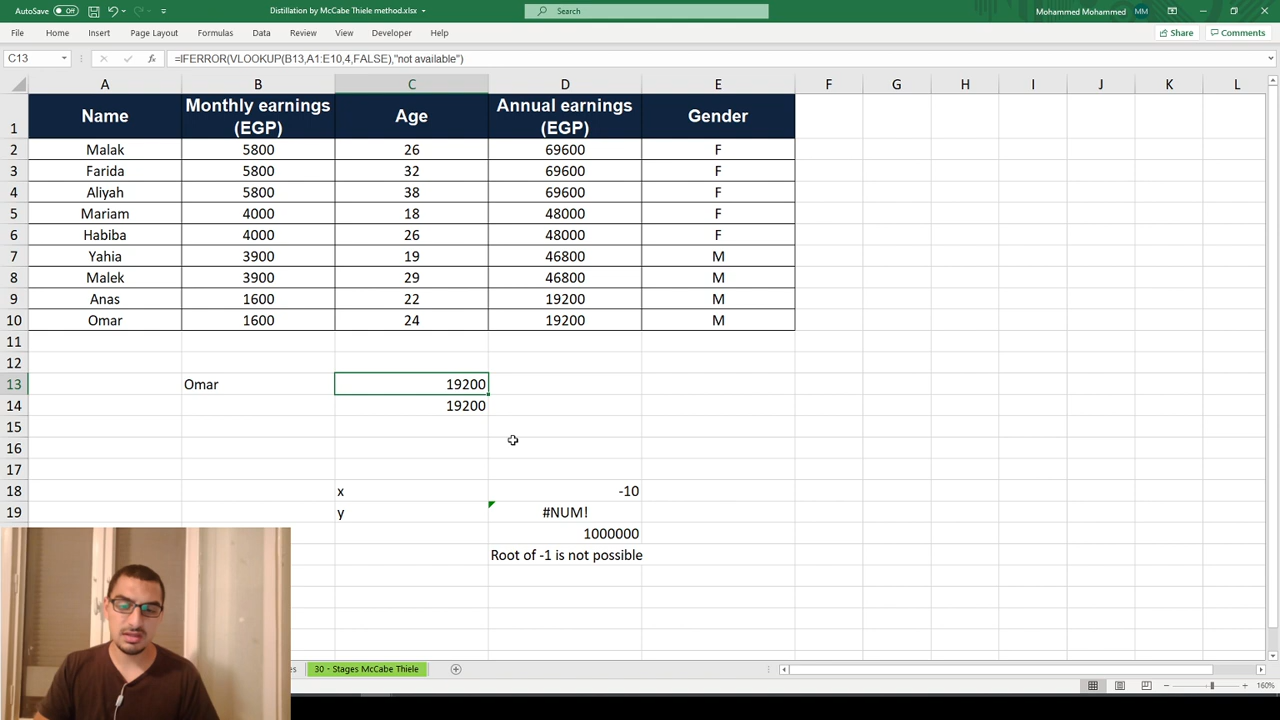 AutoSave Off Distillation by McCabe Thiele method.xlsx Search Mohammed Mohammed MM
File Home Insert Page Layout Formulas Data Review View Developer Help Share Comments
C13 fx =IFERROR(VLOOKUP(B13,A1:E10,4,FALSE),"not available")
A B C D E F G H I J K L
1 Name Monthly earnings (EGP) Age Annual earnings (EGP) Gender
2 Malak 5800 26 69600 F
3 Farida 5800 32 69600 F
4 Aliyah 5800 38 69600 F
5 Mariam 4000 18 48000 F
6 Habiba 4000 26 48000 F
7 Yahia 3900 19 46800 M
8 Malek 3900 29 46800 M
9 Anas 1600 22 19200 M
10 Omar 1600 24 19200 M
11
12
13 Omar 19200
14 19200
15
16
17
18 x -10
19 y #NUM!
1000000
Root of -1 is not possible
30 - Stages McCabe Thiele
160%